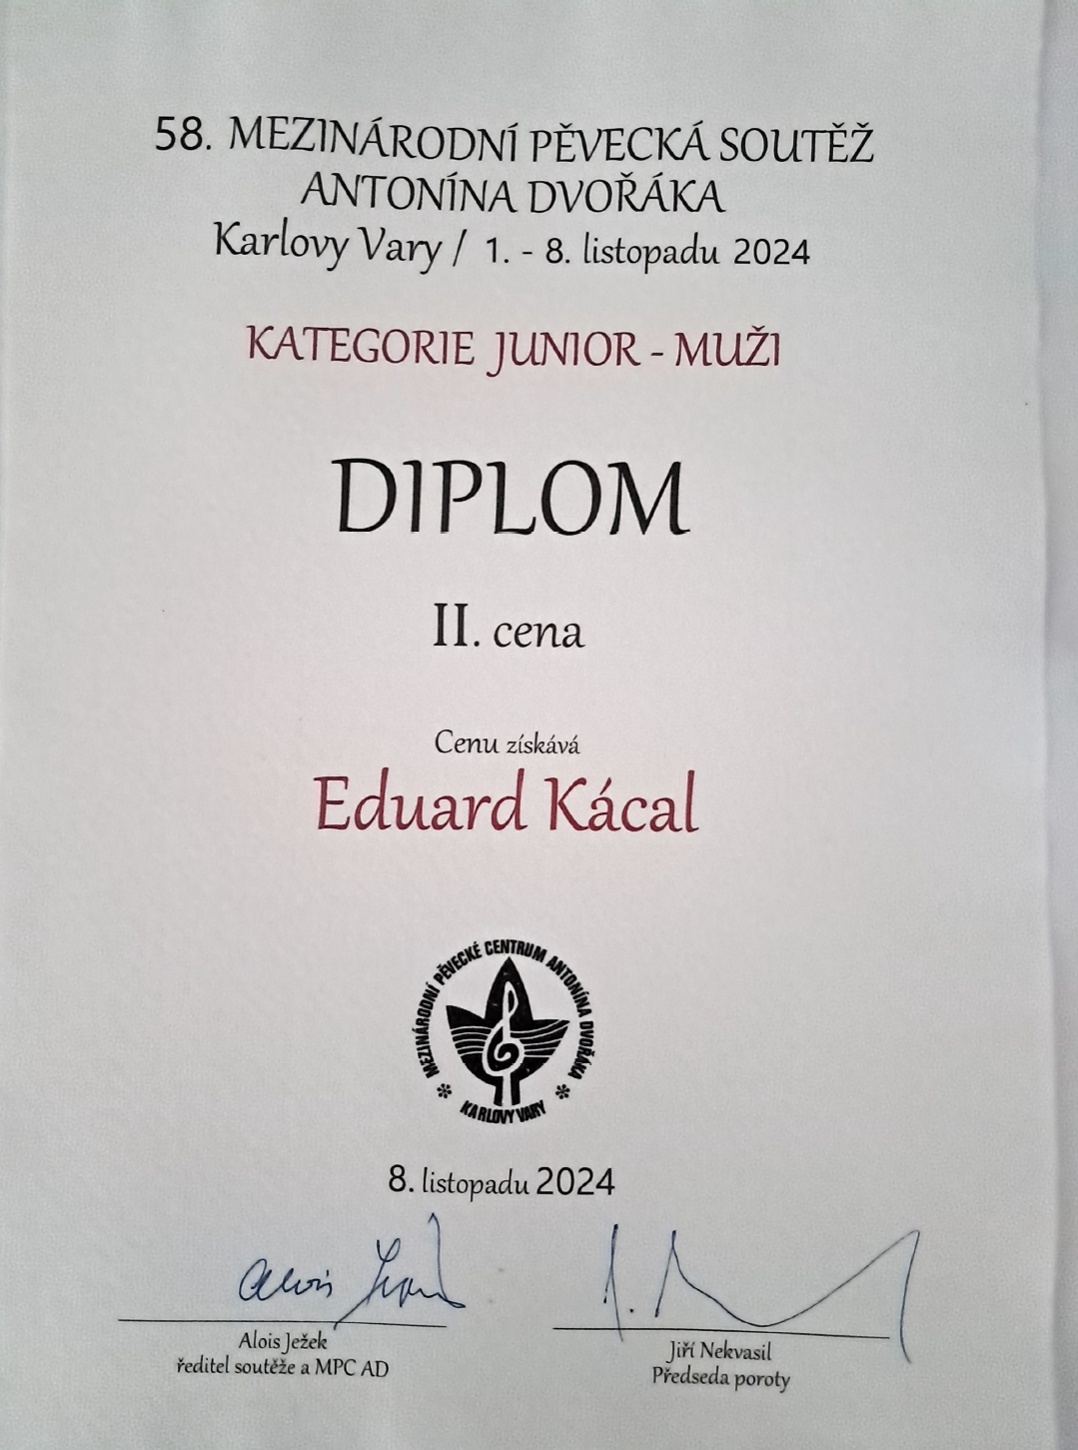 58. MEZINÁRODNÍ PĚVECKÁ SOUTĚŽ
ANTONÍNA DVOŘÁKA
Karlovy Vary / 1. - 8. listopadu 2024
KATEGORIE JUNIOR - MUŽI
DIPLOM
II. cena
Cenu získává
Eduard Kácal
MEZINÁRODNÍ PĚVECKÉ CENTRUM ANTONÍNA DVOŘÁKA
* KARLOVY VARY *
8. listopadu 2024
Alois Ježek
ředitel soutěže a MPC AD
Jiří Nekvasil
Předseda poroty